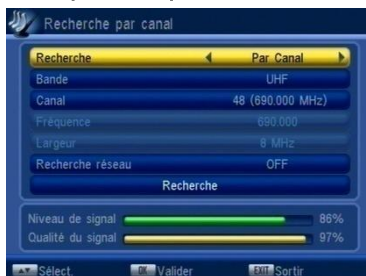 Recherche par canal
Recherche Par Canal
Bande UHF
Canal 48 (690.000 MHz)
Fréquence 690.000
Largeur 8 MHz
Recherche réseau OFF
Recherche
Niveau de signal 86%
Qualité du signal 97%
Sélect. OK Valider EXIT Sortir